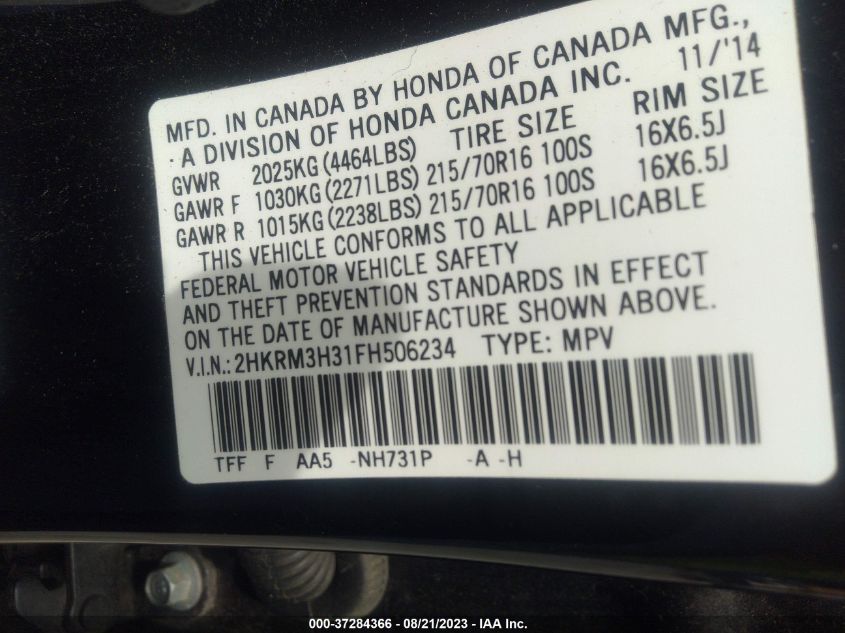 MFD. IN CANADA BY HONDA OF CANADA MFG.,
A DIVISION OF HONDA CANADA INC. 11/'14
GVWR 2025KG (4464LBS) TIRE SIZE RIM SIZE
GAWR F 1030KG (2271LBS) 215/70R16 100S 16X6.5J
GAWR R 1015KG (2238LBS) 215/70R16 100S 16X6.5J
THIS VEHICLE CONFORMS TO ALL APPLICABLE
FEDERAL MOTOR VEHICLE SAFETY
AND THEFT PREVENTION STANDARDS IN EFFECT
ON THE DATE OF MANUFACTURE SHOWN ABOVE.
V.I.N.: 2HKRM3H31FH506234 TYPE: MPV
TFF F AA5 -NH731P -A -H
000-37284366 - 08/21/2023 - IAA Inc.